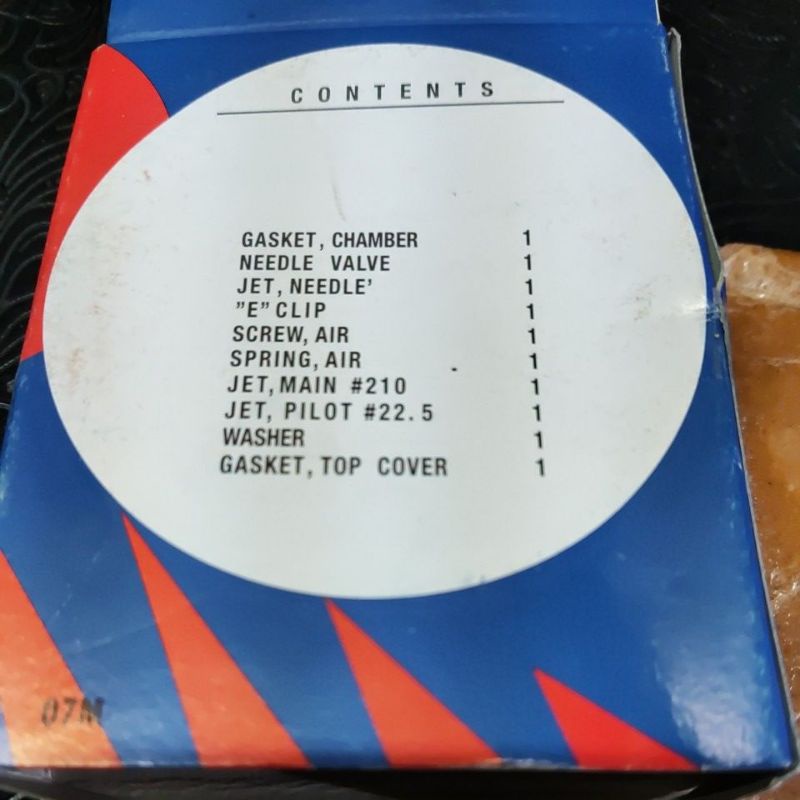 CONTENTS
GASKET, CHAMBER 1
NEEDLE VALVE 1
JET, NEEDLE' 1
"E" CLIP 1
SCREW, AIR 1
SPRING, AIR 1
JET, MAIN #210 1
JET, PILOT #22.5 1
WASHER 1
GASKET, TOP COVER 1
07M